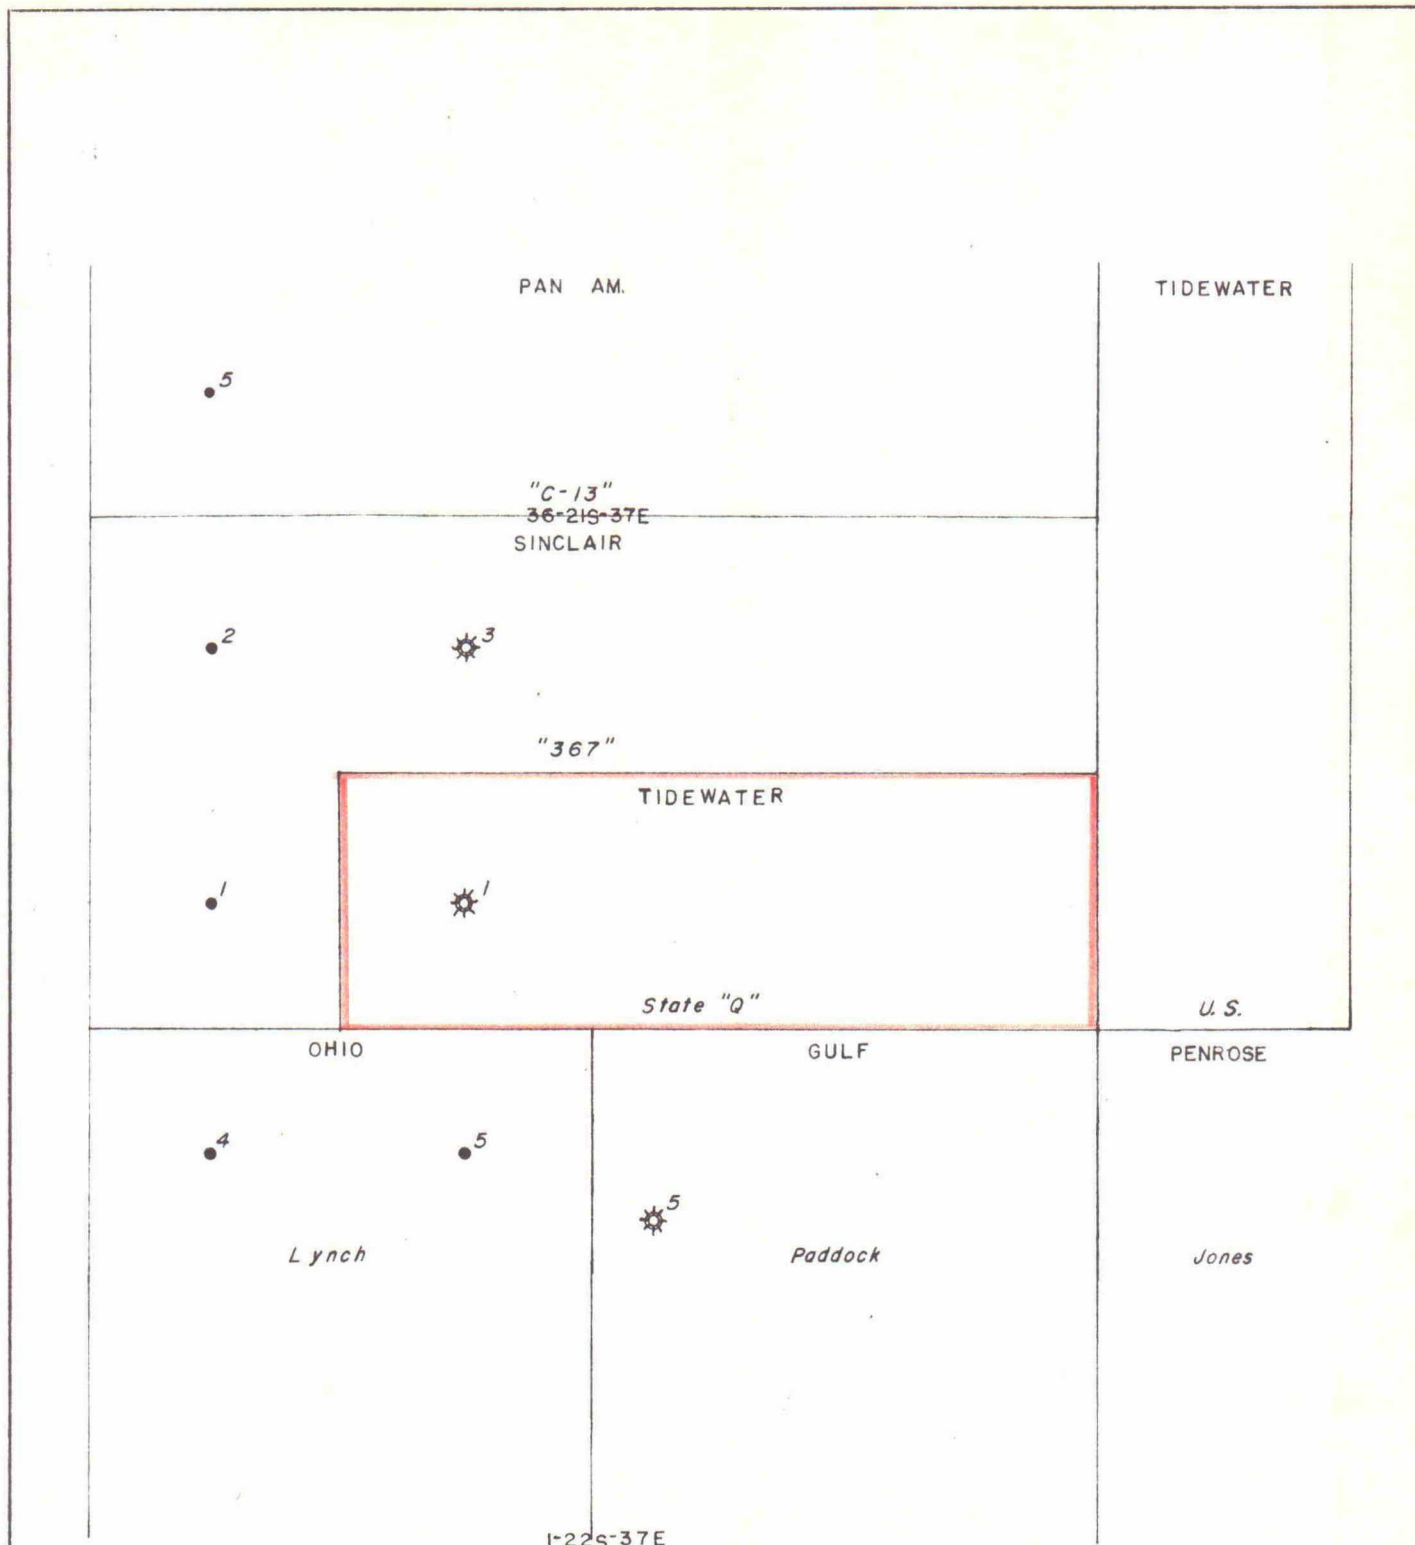 PAN AM.
TIDEWATER
5
"C-13"
36-21S-37E
SINCLAIR
2
3
"367"
TIDEWATER
1
1
State "Q"
U.S.
OHIO
GULF
PENROSE
4
5
5
Lynch
Paddock
Jones
1-22S-37E